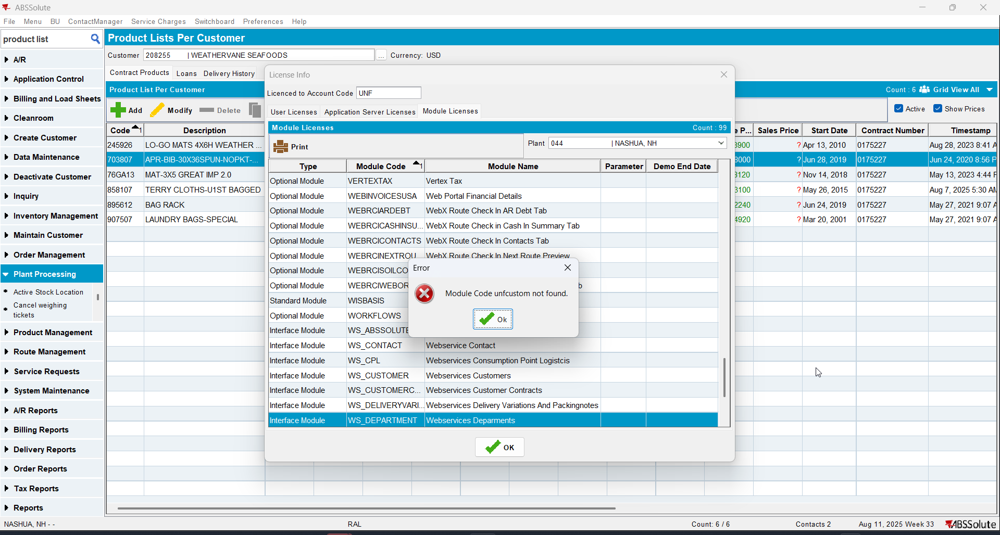 ABSSolute
File Menu BU ContactManager Service Charges Switchboard Preferences Help
product list
Product Lists Per Customer
Customer 208255 | WEATHERVANE SEAFOODS ... Currency: USD
Contract Products Loans Delivery History
Product List Per Customer
Count : 6 Grid View All
Add Modify Delete
Active Show Prices
Code 1 Description
e P... Sales Price Start Date Contract Number Timestamp
245926 LO-GO MATS 4X6H WEATHER ... 3900 ? Apr 13, 2010 0175227 Aug 28, 2023 8:41 A
703807 APR-BIB-30X36SPUN-NOPKT-... 3000 ? Jun 28, 2019 0175227 Jun 24, 2020 8:56 P
76GA13 MAT-3X5 GREAT IMP 2.0 3120 ? Nov 14, 2018 0175227 May 13, 2023 4:44 F
858107 TERRY CLOTHS-U1ST BAGGED 3100 ? May 26, 2015 0175227 Aug 7, 2025 5:30 AM
895612 BAG RACK 2240 ? Jun 24, 2019 0175227 May 27, 2021 9:07 A
907507 LAUNDRY BAGS-SPECIAL 4920 ? Mar 20, 2001 0175227 May 27, 2021 9:07 A
A/R
Application Control
Billing and Load Sheets
Cleanroom
Create Customer
Data Maintenance
Deactivate Customer
Inquiry
Inventory Management
Maintain Customer
Order Management
Plant Processing
Active Stock Location
Cancel weighing
tickets
Product Management
Route Management
Service Requests
System Maintenance
A/R Reports
Billing Reports
Delivery Reports
Order Reports
Tax Reports
Reports
License Info
Licenced to Account Code UNF
User Licenses Application Server Licenses Module Licenses
Module Licenses Count : 99
Print Plant 044 | NASHUA, NH
Type Module Code 1 Module Name Parameter Demo End Date
Optional Module VERTEXTAX Vertex Tax
Optional Module WEBINVOICESUSA Web Portal Financial Details
Optional Module WEBRCIARDEBT WebX Route Check In AR Debt Tab
Optional Module WEBRCICASHINSU... WebX Route Check in Cash In Summary Tab
Optional Module WEBRCICONTACTS WebX Route Check In Contacts Tab
Optional Module WEBRCINEXTROU WebX Route Check In Next Route Preview
Optional Module WEBRCISOILCO
Optional Module WEBRCIWEBOR b
Standard Module WISBASIS
Optional Module WORKFLOWS
Interface Module WS_ABSSOLUTE
Interface Module WS_CONTACT Webservice Contact
Interface Module WS_CPL Webservices Consumption Point Logistcis
Interface Module WS_CUSTOMER Webservices Customers
Interface Module WS_CUSTOMERC... Webservices Customer Contracts
Interface Module WS_DELIVERYVARI... Webservices Delivery Variations And Packingnotes
Interface Module WS_DEPARTMENT Webservices Deparments
OK
Error
Module Code unfcustom not found.
Ok
NASHUA, NH - - RAL Count: 6 / 6 Contacts 2 Aug 11, 2025 Week 33 ABSSolute